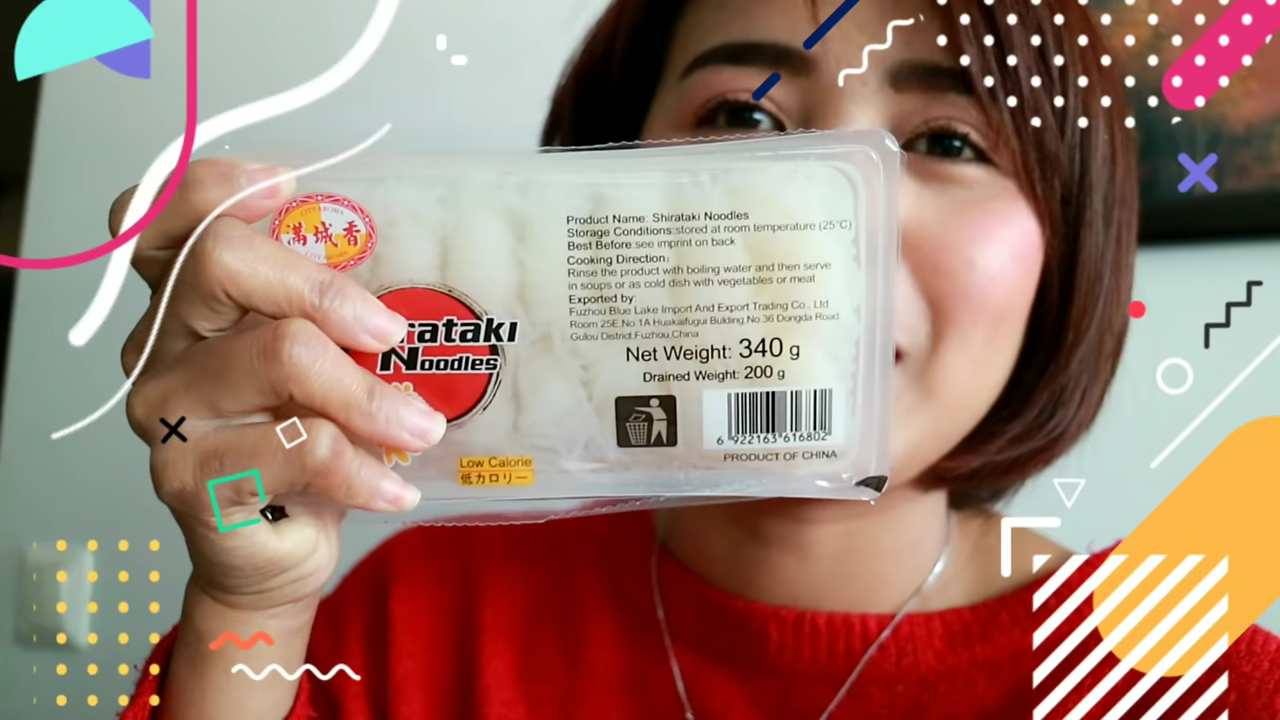 CITY AROMA
滿城香
rataki
Noodles
Low Calorie
低カロリー
Product Name: Shirataki Noodles
Storage Conditions:stored at room temperature (25°C)
Best Before:see imprint on back
Cooking Direction:
Rinse the product with boiling water and then serve
in soups or as cold dish with vegetables or meat
Exported by:
Fuzhou Blue Lake Import And Export Trading Co., Ltd
Room 25E,No.1A Huakaifugui Bulding,No.36 Dongda Road
Gulou District,Fuzhou,China
Net Weight: 340 g
Drained Weight: 200 g
6 922163 616802
PRODUCT OF CHINA